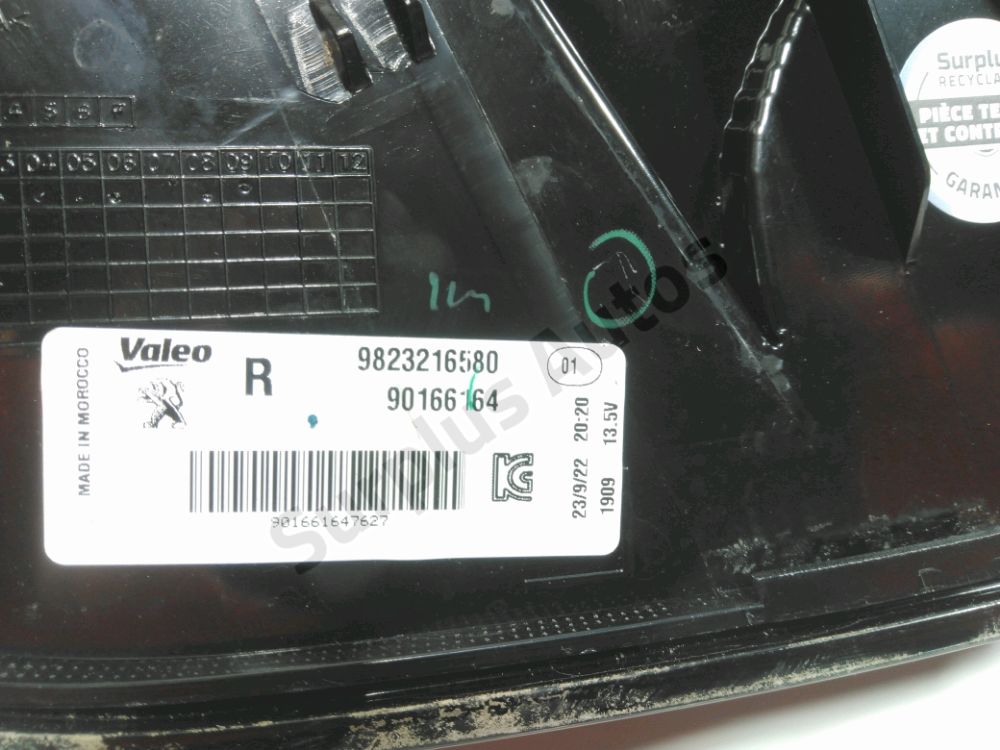 Surplu
RECYCLA
PIÈCE TE
ET CONT
GARAN
04 05 06 07 08 09 10 11 12
Valeo
R
9823216580
90166164
01
MADE IN MOROCCO
23/9/22 20:20
1909 13.5V
901661647627
Surplus Autos